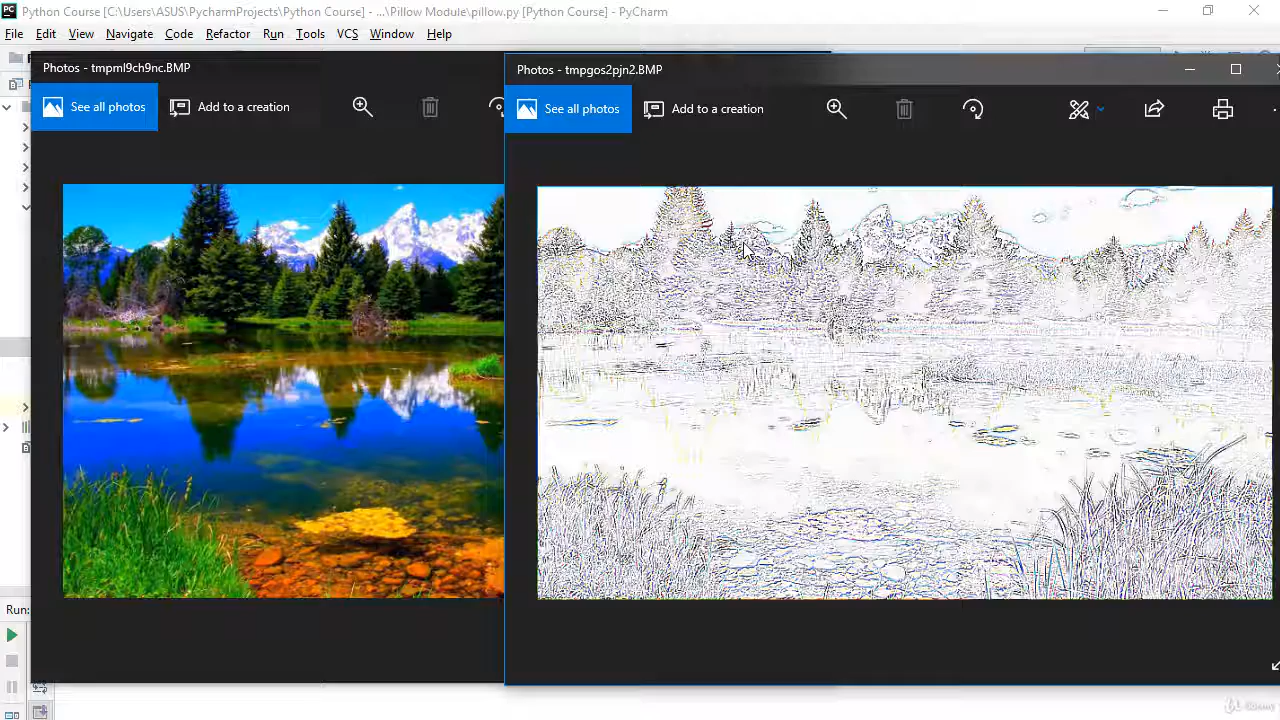 PC Python Course [C:\Users\ASUS\PycharmProjects\Python Course] - ...\Pillow Module\pillow.py [Python Course] - PyCharm
File Edit View Navigate Code Refactor Run Tools VCS Window Help
Photos - tmpml9ch9nc.BMP
Photos - tmpgos2pjn2.BMP
See all photos Add to a creation
See all photos Add to a creation
Run:
Udemy